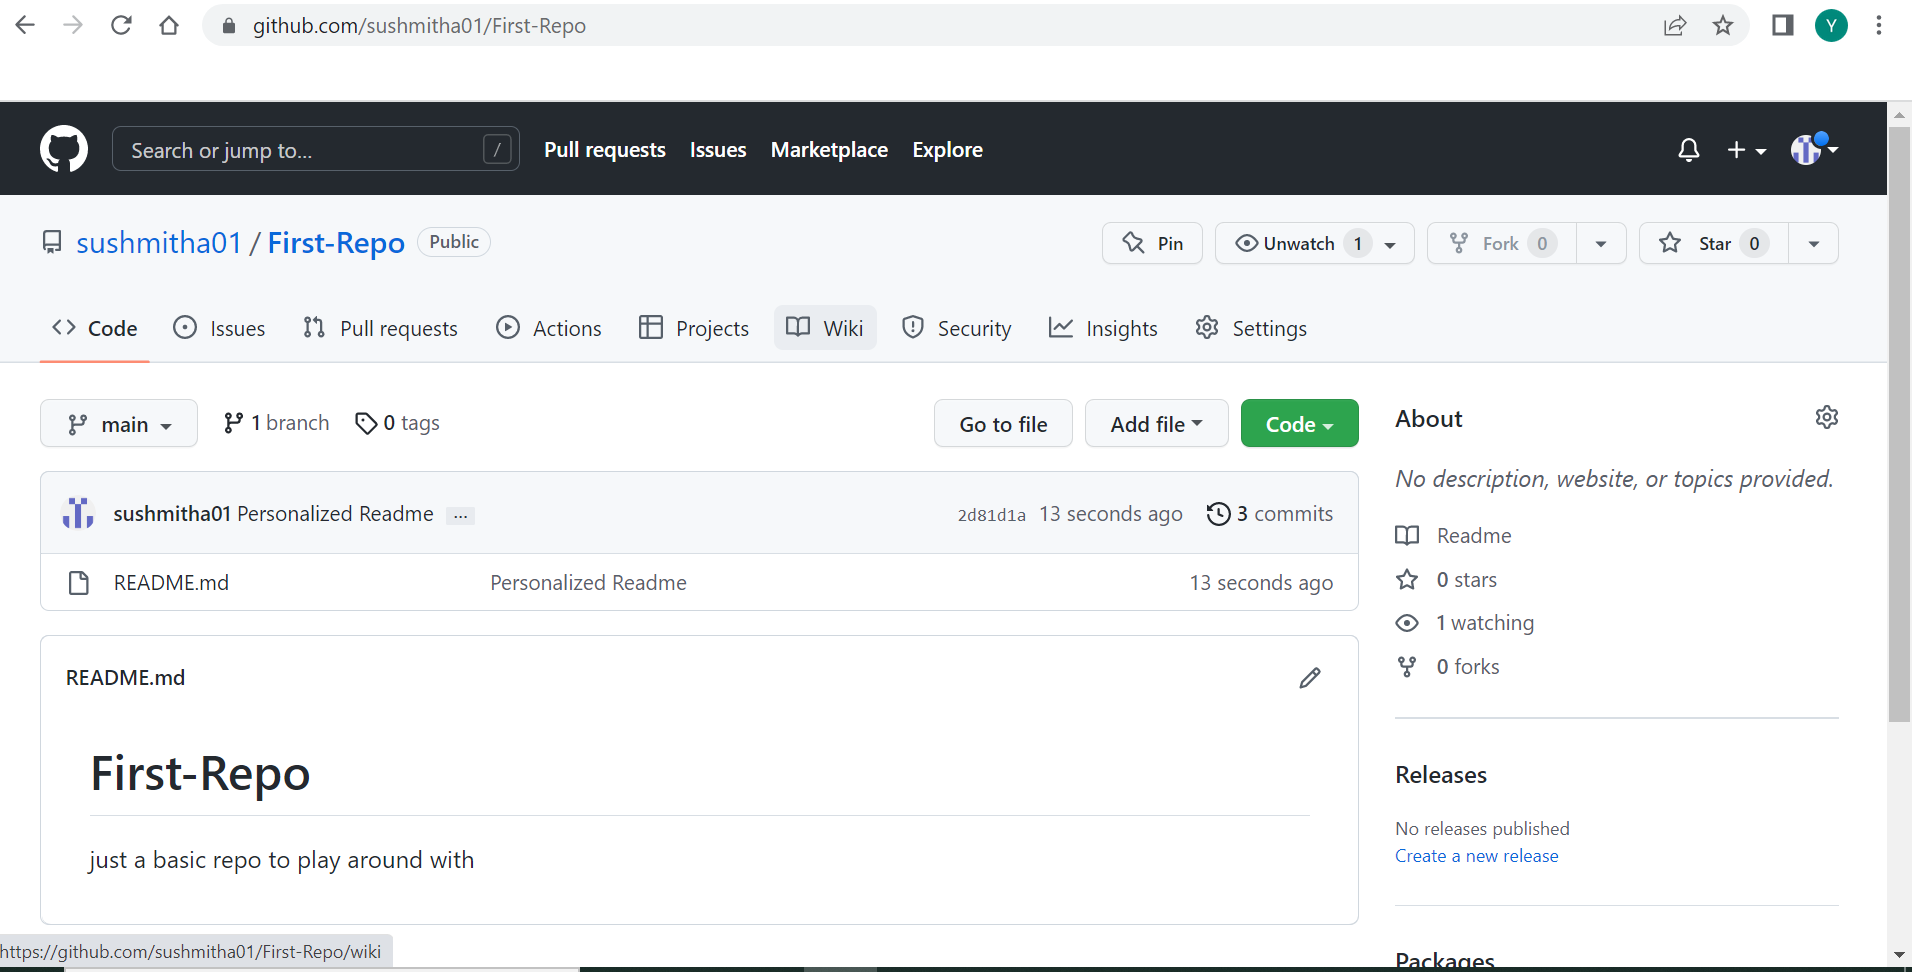 github.com/sushmitha01/First-Repo
Y
Search or jump to... /
Pull requests Issues Marketplace Explore
sushmitha01 / First-Repo Public
Pin Unwatch 1 Fork 0 Star 0
Code Issues Pull requests Actions Projects Wiki Security Insights Settings
main 1 branch 0 tags Go to file Add file Code
About
No description, website, or topics provided.
sushmitha01 Personalized Readme ... 2d81d1a 13 seconds ago 3 commits
README.md Personalized Readme 13 seconds ago
Readme
0 stars
1 watching
0 forks
README.md
First-Repo
just a basic repo to play around with
Releases
No releases published
Create a new release
Packages
https://github.com/sushmitha01/First-Repo/wiki